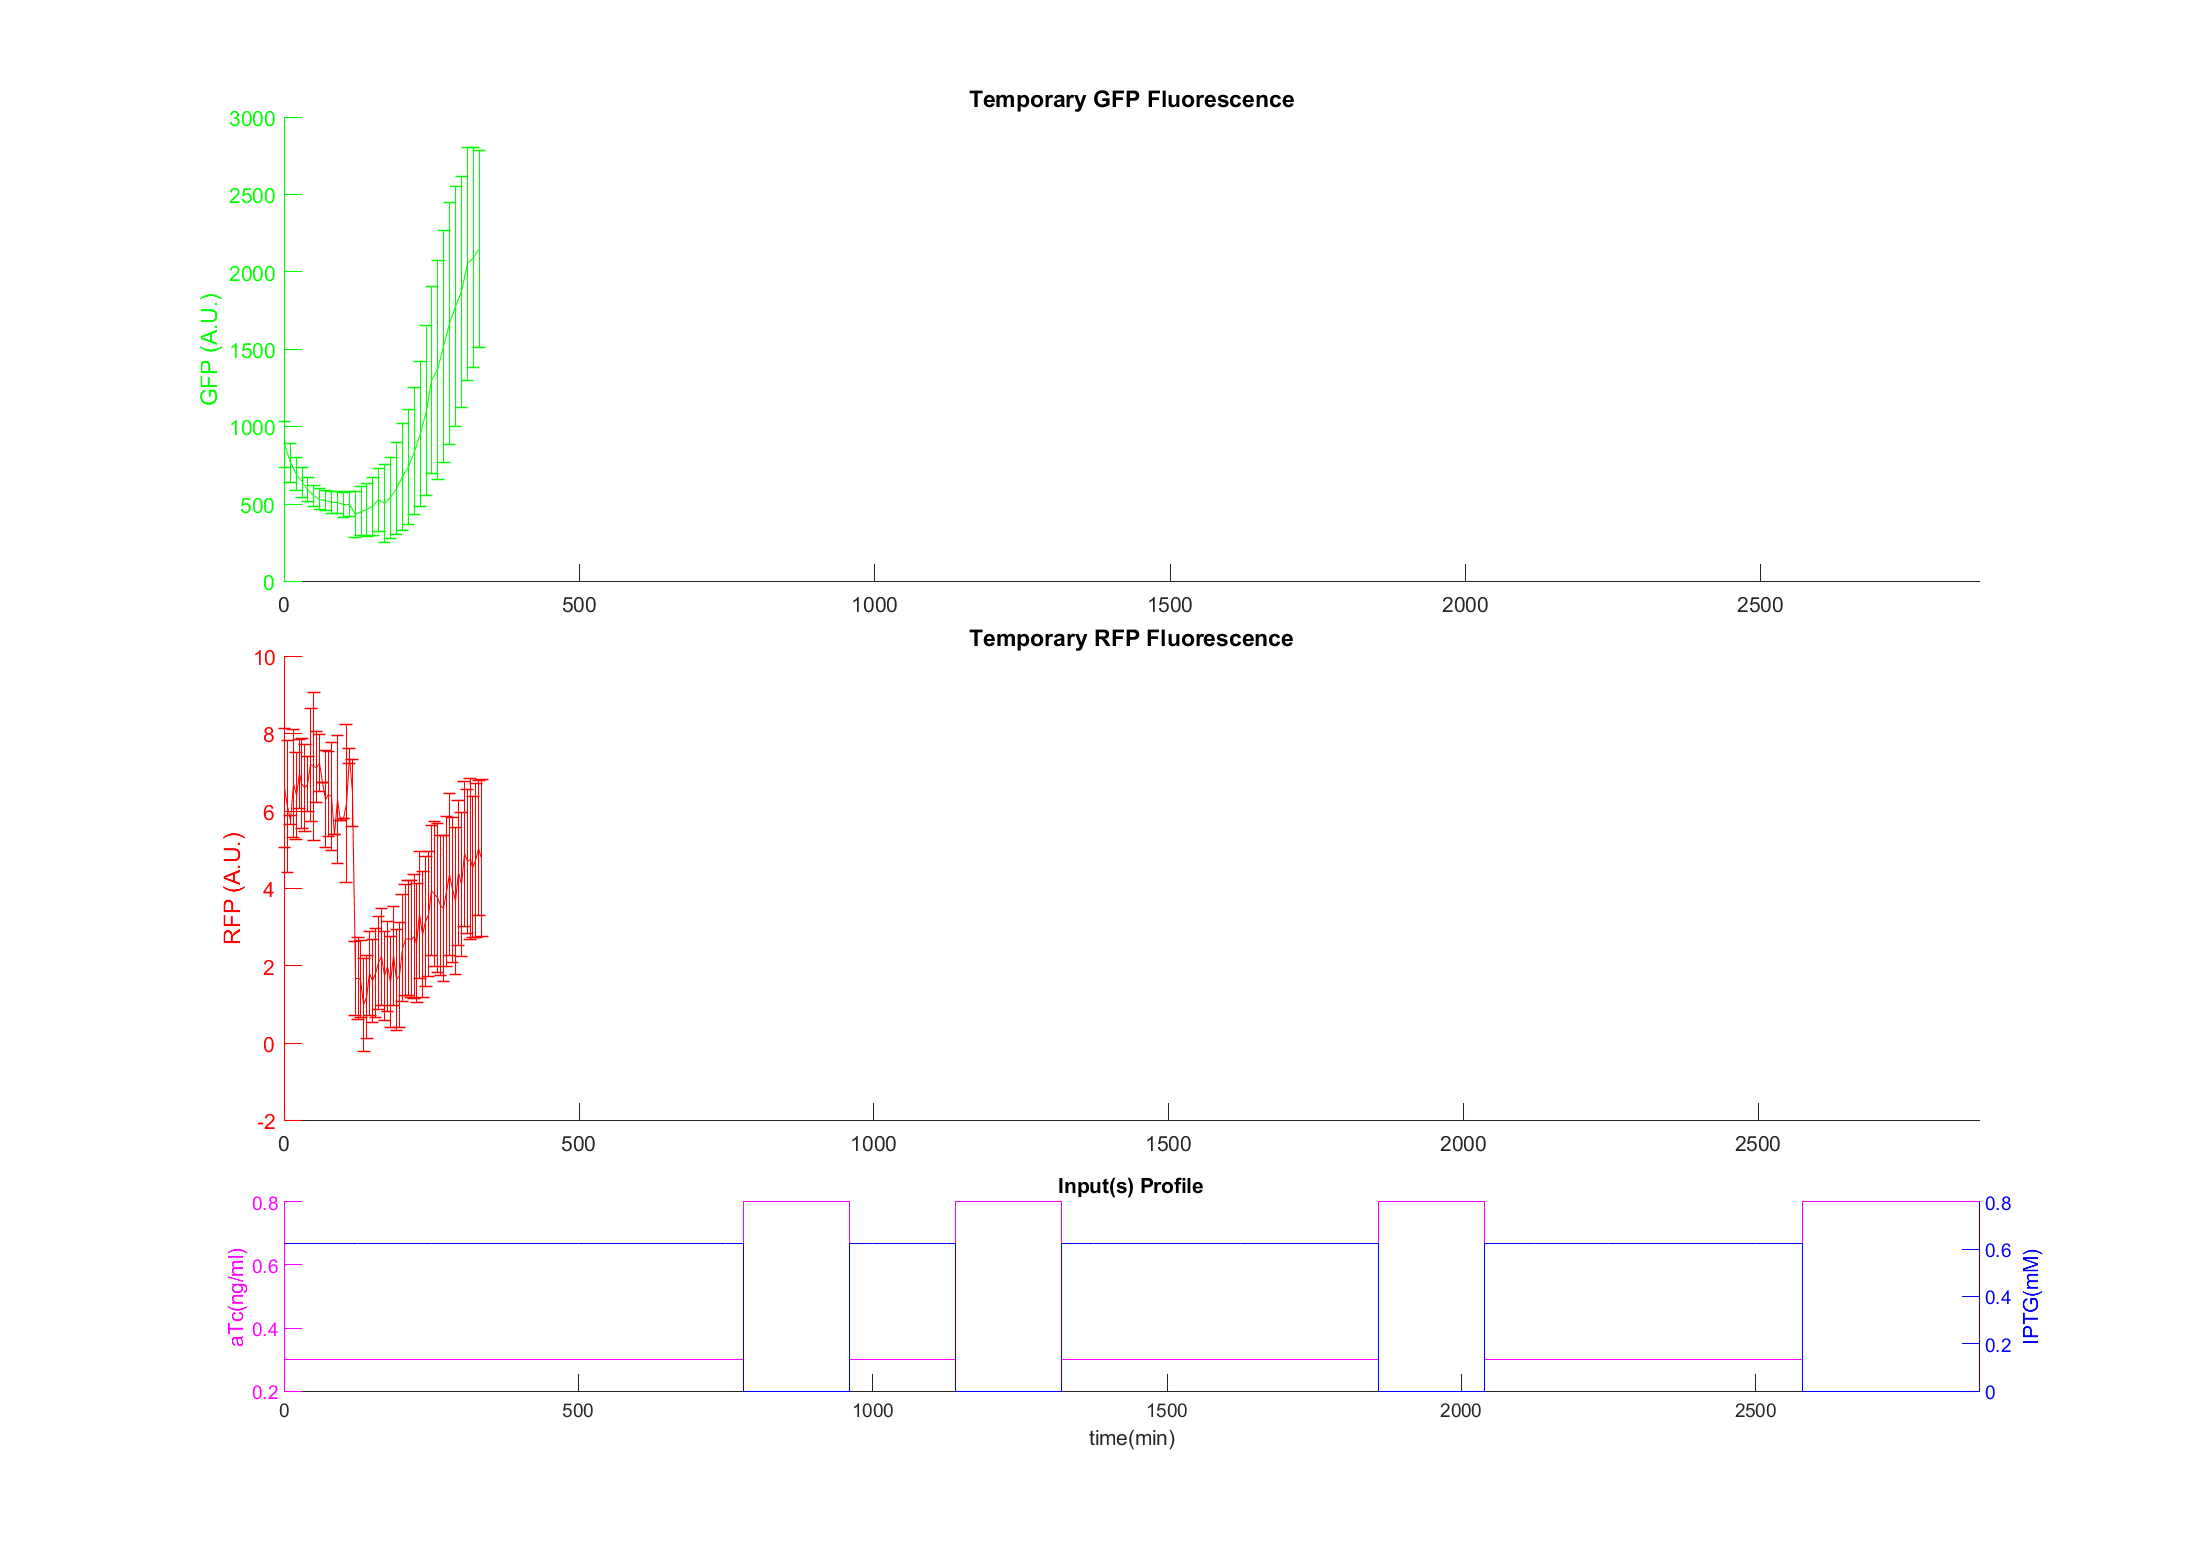 Temporary GFP Fluorescence
3000
2500
2000
1500
1000
500
0
GFP (A.U.)
0 500 1000 1500 2000 2500
Temporary RFP Fluorescence
10
8
6
4
2
0
-2
RFP (A.U.)
0 500 1000 1500 2000 2500
Input(s) Profile
0.8
0.6
0.4
0.2
aTc(ng/ml)
0.8
0.6
0.4
0.2
0
IPTG(mM)
0 500 1000 1500 2000 2500
time(min)